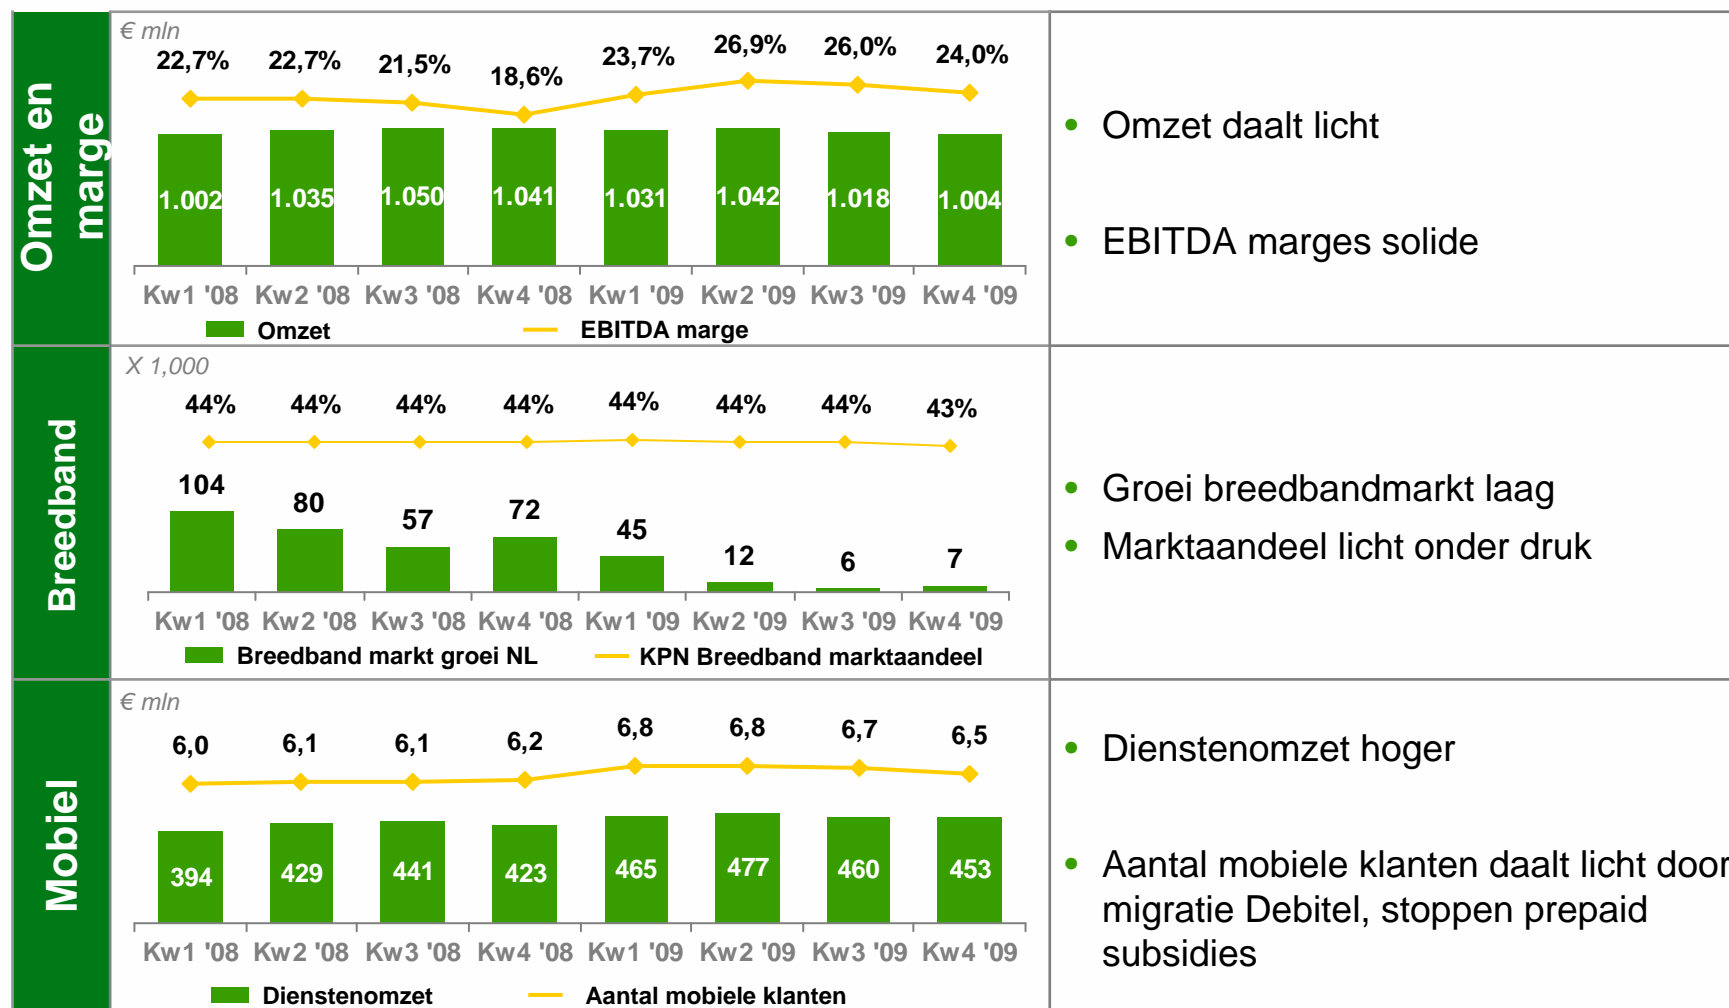 Omzet en
marge
€ mln
22,7% 22,7% 21,5% 18,6% 23,7% 26,9% 26,0% 24,0%
1.002 1.035 1.050 1.041 1.031 1.042 1.018 1.004
Kw1 '08 Kw2 '08 Kw3 '08 Kw4 '08 Kw1 '09 Kw2 '09 Kw3 '09 Kw4 '09
Omzet EBITDA marge
• Omzet daalt licht
• EBITDA marges solide
Breedband
X 1,000
44% 44% 44% 44% 44% 44% 44% 43%
104 80 57 72 45 12 6 7
Kw1 '08 Kw2 '08 Kw3 '08 Kw4 '08 Kw1 '09 Kw2 '09 Kw3 '09 Kw4 '09
Breedband markt groei NL KPN Breedband marktaandeel
• Groei breedbandmarkt laag
• Marktaandeel licht onder druk
Mobiel
€ mln
6,0 6,1 6,1 6,2 6,8 6,8 6,7 6,5
394 429 441 423 465 477 460 453
Kw1 '08 Kw2 '08 Kw3 '08 Kw4 '08 Kw1 '09 Kw2 '09 Kw3 '09 Kw4 '09
Dienstenomzet Aantal mobiele klanten
• Dienstenomzet hoger
• Aantal mobiele klanten daalt licht door
migratie Debitel, stoppen prepaid
subsidies